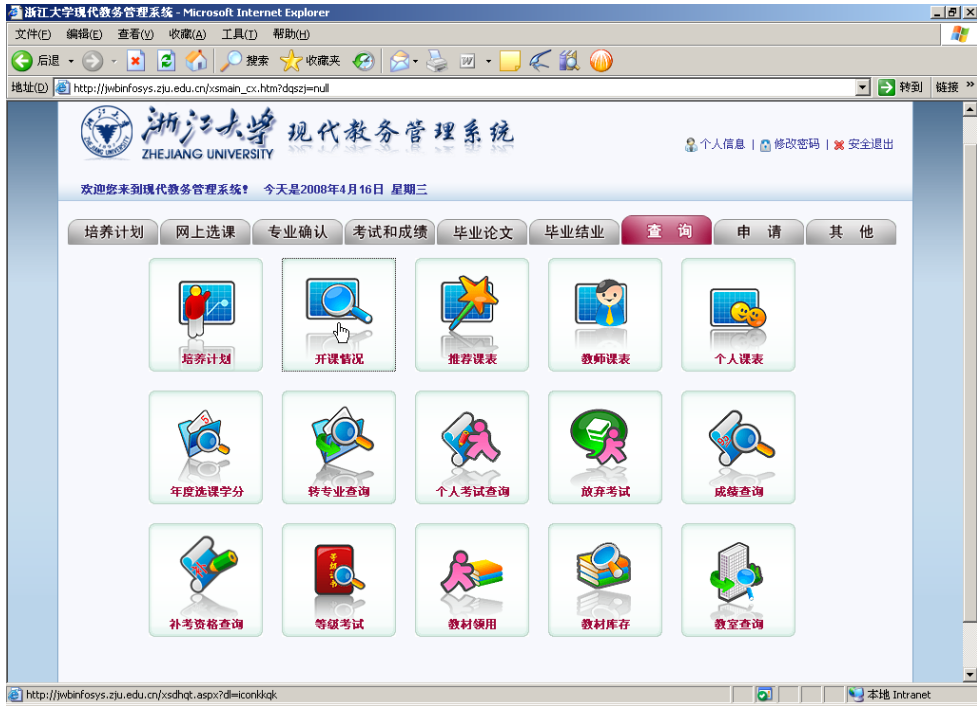 浙江大学现代教务管理系统 - Microsoft Internet Explorer
文件(F) 编辑(E) 查看(V) 收藏(A) 工具(T) 帮助(H)
后退 搜索 收藏夹
地址(D) http://jwbinfosys.zju.edu.cn/xsmain_cx.htm?dqszj=null 转到 链接 »
浙江大学 现代教务管理系统
ZHEJIANG UNIVERSITY
个人信息 | 修改密码 | 安全退出
欢迎您来到现代教务管理系统! 今天是2008年4月16日 星期三
培养计划 网上选课 专业确认 考试和成绩 毕业论文 毕业结业 查 询 申 请 其 他
培养计划 开课情况 推荐课表 教师课表 个人课表
年度选课学分 转专业查询 个人考试查询 放弃考试 成绩查询
补考资格查询 等级考试 教材领用 教材库存 教室查询
http://jwbinfosys.zju.edu.cn/xsdhqt.aspx?dl=iconkkqk 本地 Intranet